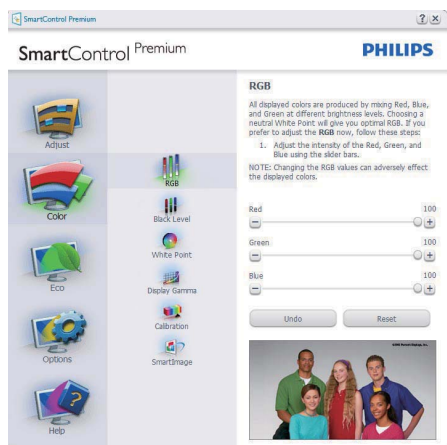 SmartControl Premium
? ×
SmartControl Premium
PHILIPS
Adjust
Color
Eco
Options
Help
RGB
Black Level
White Point
Display Gamma
Calibration
SmartImage
RGB
All displayed colors are produced by mixing Red, Blue,
and Green at different brightness levels. Choosing a
neutral White Point will give you optimal RGB. If you
prefer to adjust the RGB now, follow these steps:
1. Adjust the intensity of the Red, Green, and
Blue using the slider bars.
NOTE: Changing the RGB values can adversely effect
the displayed colors.
Red 100
Green 100
Blue 100
Undo Reset